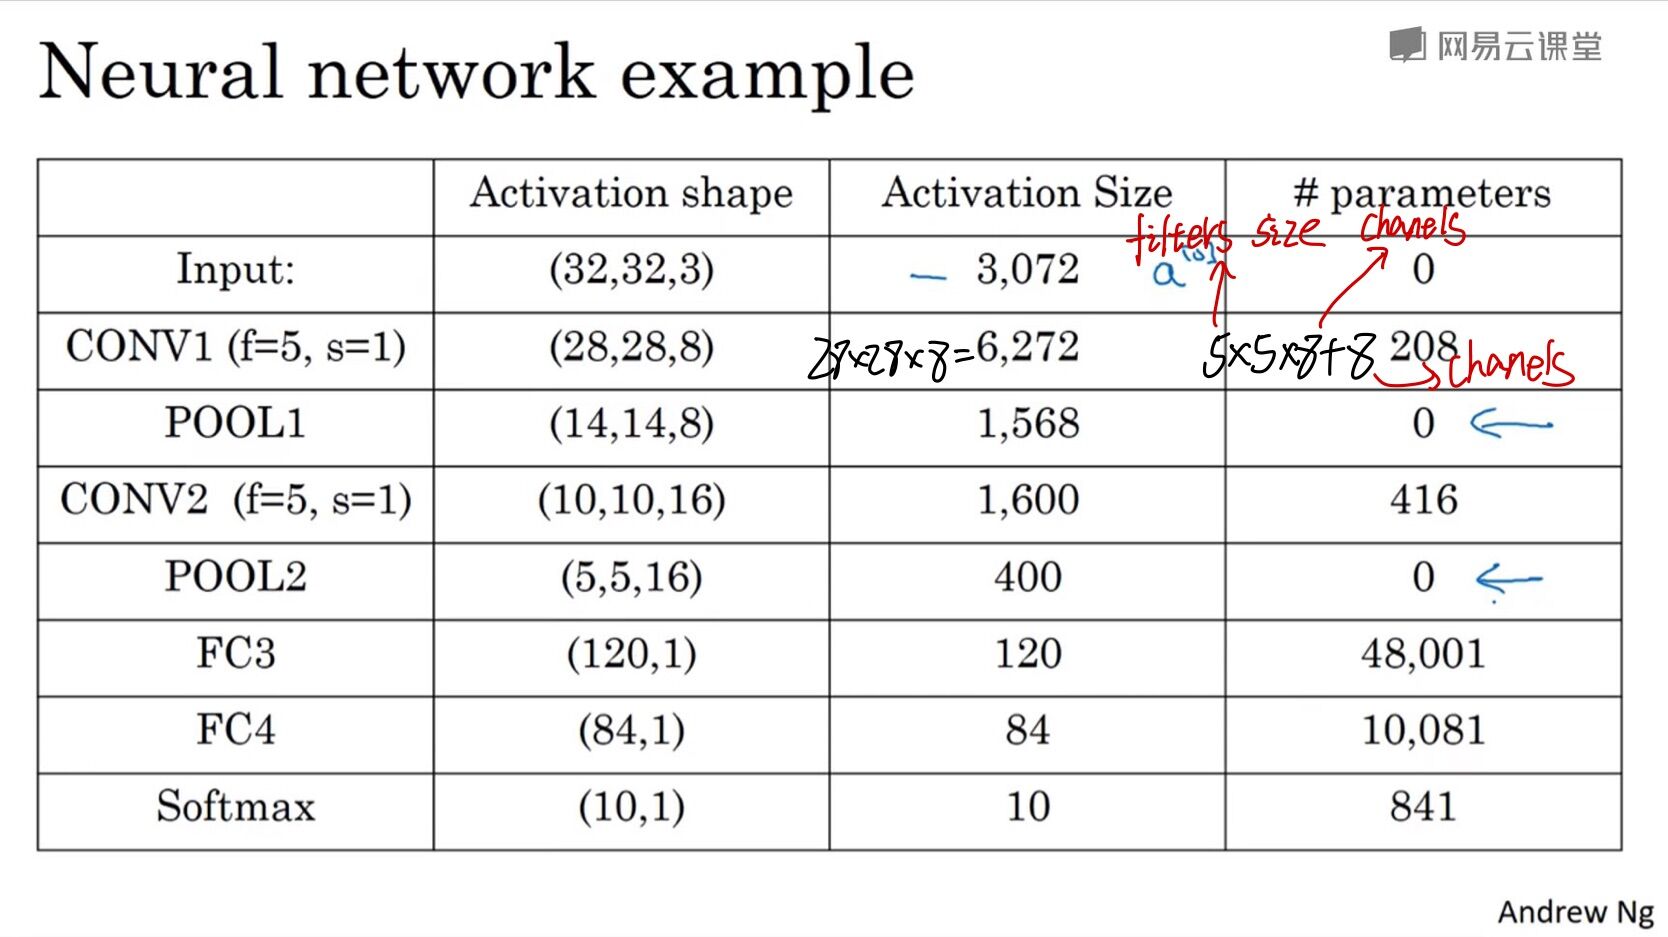 网易云课堂
Neural network example
Activation shape Activation Size # parameters
filters size chanels
Input: (32,32,3) — 3,072 a[0] 0
CONV1 (f=5, s=1) (28,28,8) 28×28×8=6,272 5×5×8+8 208 chanels
POOL1 (14,14,8) 1,568 0 ←
CONV2 (f=5, s=1) (10,10,16) 1,600 416
POOL2 (5,5,16) 400 0 ←
FC3 (120,1) 120 48,001
FC4 (84,1) 84 10,081
Softmax (10,1) 10 841
Andrew Ng